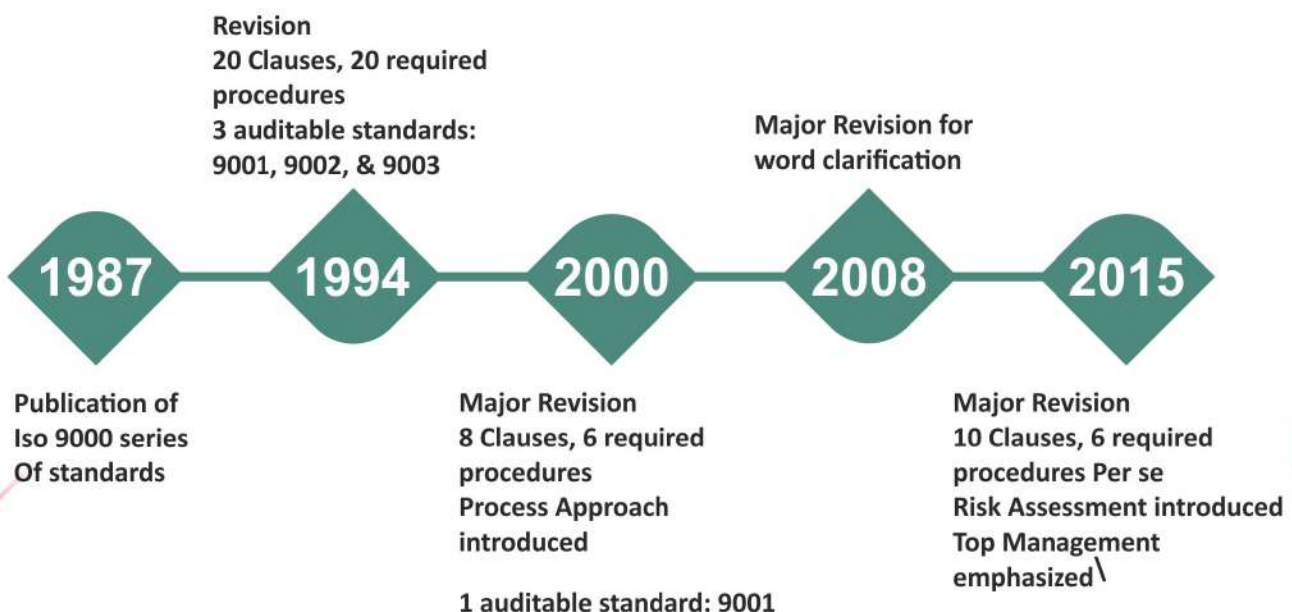 Revision
20 Clauses, 20 required
procedures
3 auditable standards:
9001, 9002, & 9003
Major Revision for
word clarification
1987
1994
2000
2008
2015
Publication of
Iso 9000 series
Of standards
Major Revision
8 Clauses, 6 required
procedures
Process Approach
introduced
1 auditable standard: 9001
Major Revision
10 Clauses, 6 required
procedures Per se
Risk Assessment introduced
Top Management
emphasized\